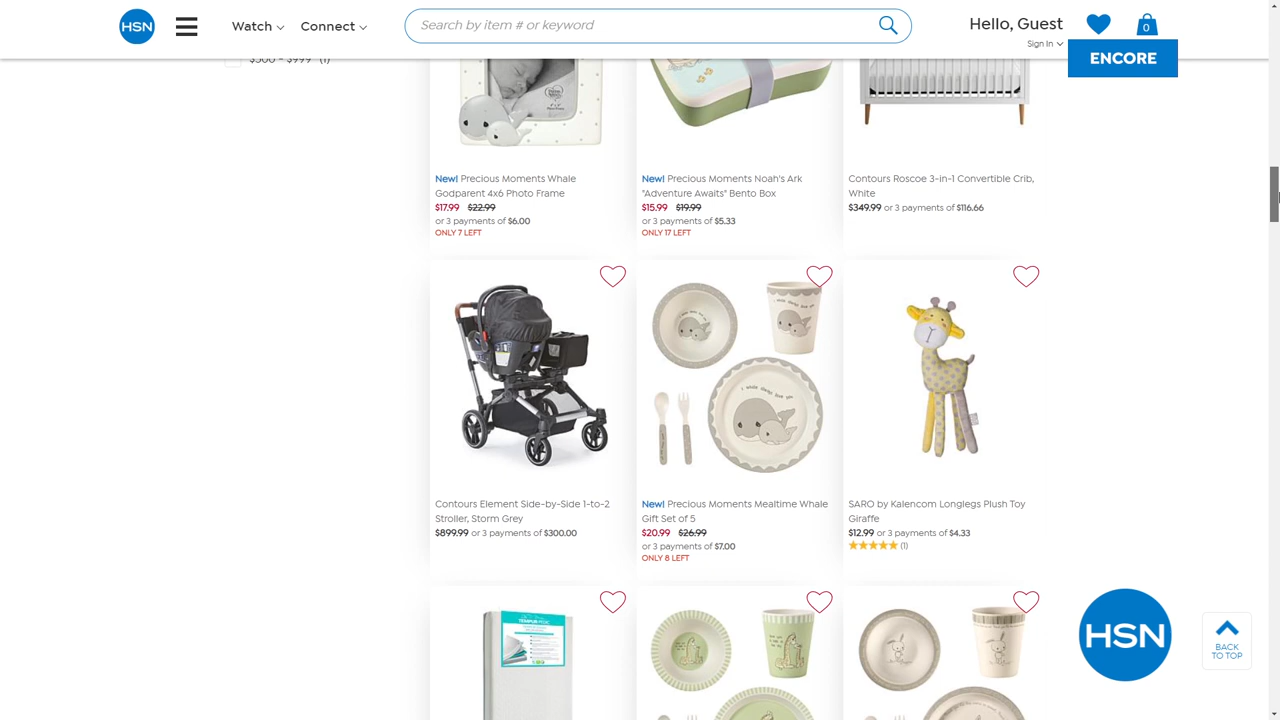 HSN
Watch
Connect
Search by item # or keyword
Hello, Guest
Sign In
0
ENCORE
$500 - $999 (1)
New! Precious Moments Whale
Godparent 4x6 Photo Frame
$17.99 $22.99
or 3 payments of $6.00
ONLY 7 LEFT
New! Precious Moments Noah's Ark
"Adventure Awaits" Bento Box
$15.99 $19.99
or 3 payments of $5.33
ONLY 17 LEFT
Contours Roscoe 3-in-1 Convertible Crib,
White
$349.99 or 3 payments of $116.66
Contours Element Side-by-Side 1-to-2
Stroller, Storm Grey
$899.99 or 3 payments of $300.00
New! Precious Moments Mealtime Whale
Gift Set of 5
$20.99 $26.99
or 3 payments of $7.00
ONLY 8 LEFT
SARO by Kalencom Longlegs Plush Toy
Giraffe
$12.99 or 3 payments of $4.33
(1)
HSN
BACK
TO TOP